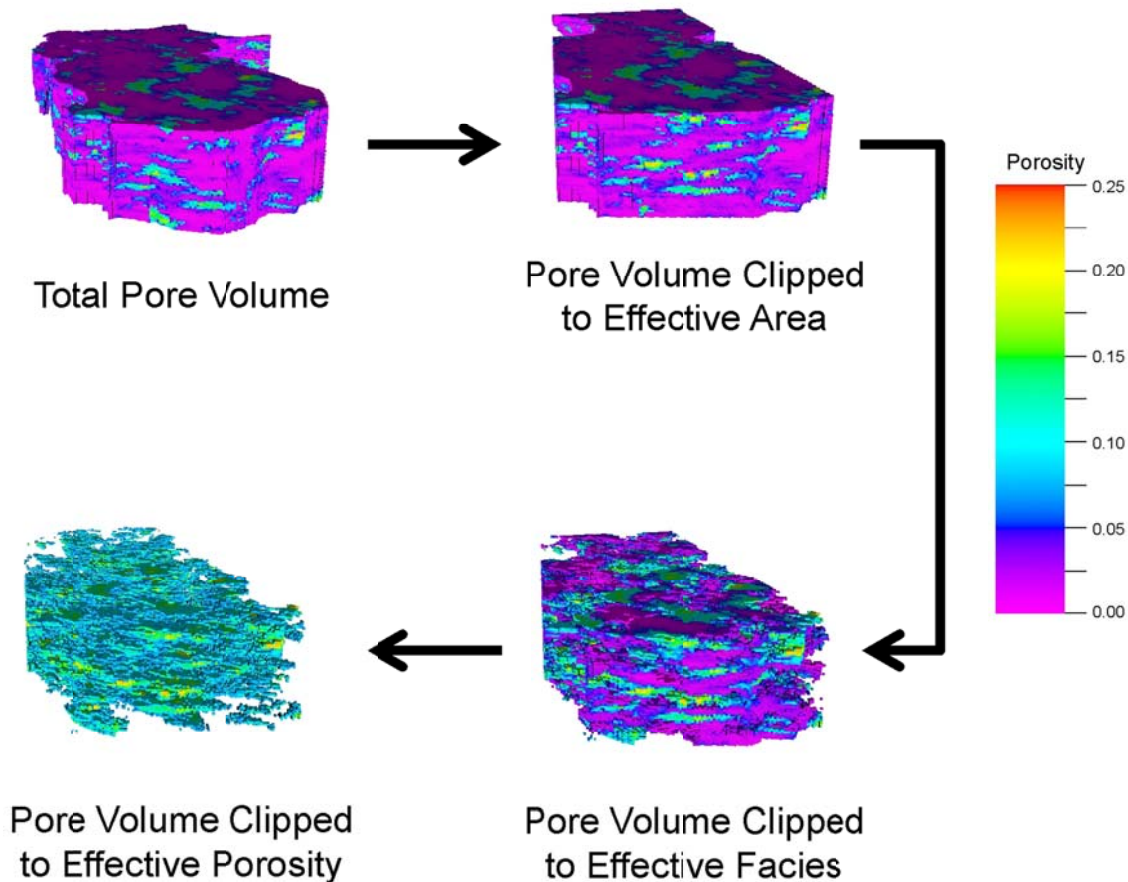 Total Pore Volume
Pore Volume Clipped
to Effective Area
Porosity
0.25
0.20
0.15
0.10
0.05
0.00
Pore Volume Clipped
to Effective Porosity
Pore Volume Clipped
to Effective Facies